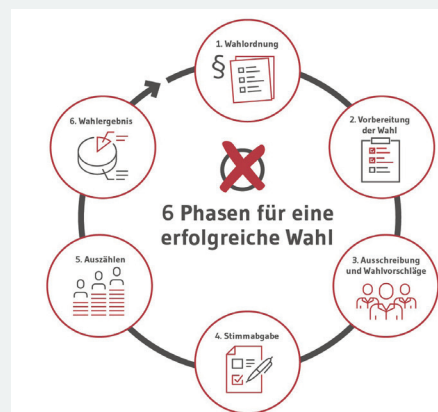 1. Wahlordnung
§
2. Vorbereitung
der Wahl
3. Ausschreibung
und Wahlvorschläge
4. Stimmabgabe
5. Auszählen
6. Wahlergebnis
6 Phasen für eine
erfolgreiche Wahl